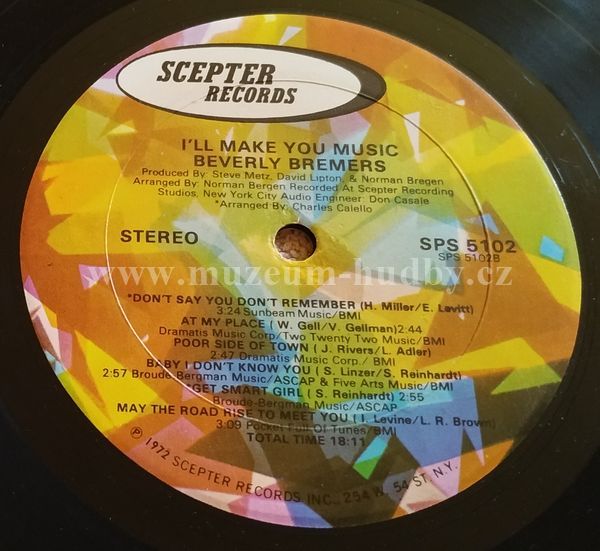 SCEPTER
RECORDS
I'LL MAKE YOU MUSIC
BEVERLY BREMERS
Produced By: Steve Metz, David Lipton, & Norman Bregen
Arranged By: Norman Bergen Recorded At Scepter Recording
Studios, New York City Audio Engineer: Don Casale
*Arranged By: Charles Calello
STEREO
SPS 5102
SPS 5102B
www.muzeum-hudby.cz
*DON'T SAY YOU DON'T REMEMBER (H. Miller/E. Levitt)
3:24 Sunbeam Music/BMI
AT MY PLACE (W. Gell/V. Gellman) 2:44
Dramatis Music Corp/Two Twenty Two Music/BMI
POOR SIDE OF TOWN (J. Rivers/L. Adler)
2:47 Dramatis Music Corp./ BMI
BABY I DON'T KNOW YOU (S. Linzer/S. Reinhardt)
2:57 Broude-Bergman Music/ASCAP & Five Arts Music/BMI
*GET SMART GIRL (S. Reinhardt) 2:55
Broude-Bergman Music/ASCAP
MAY THE ROAD RISE TO MEET YOU (I. Levine/L. R. Brown)
3:09 Pocket Full Of Tunes/BMI
TOTAL TIME 18:11
Ⓟ 1972 SCEPTER RECORDS, INC., 254 W. 54 ST. N.Y.